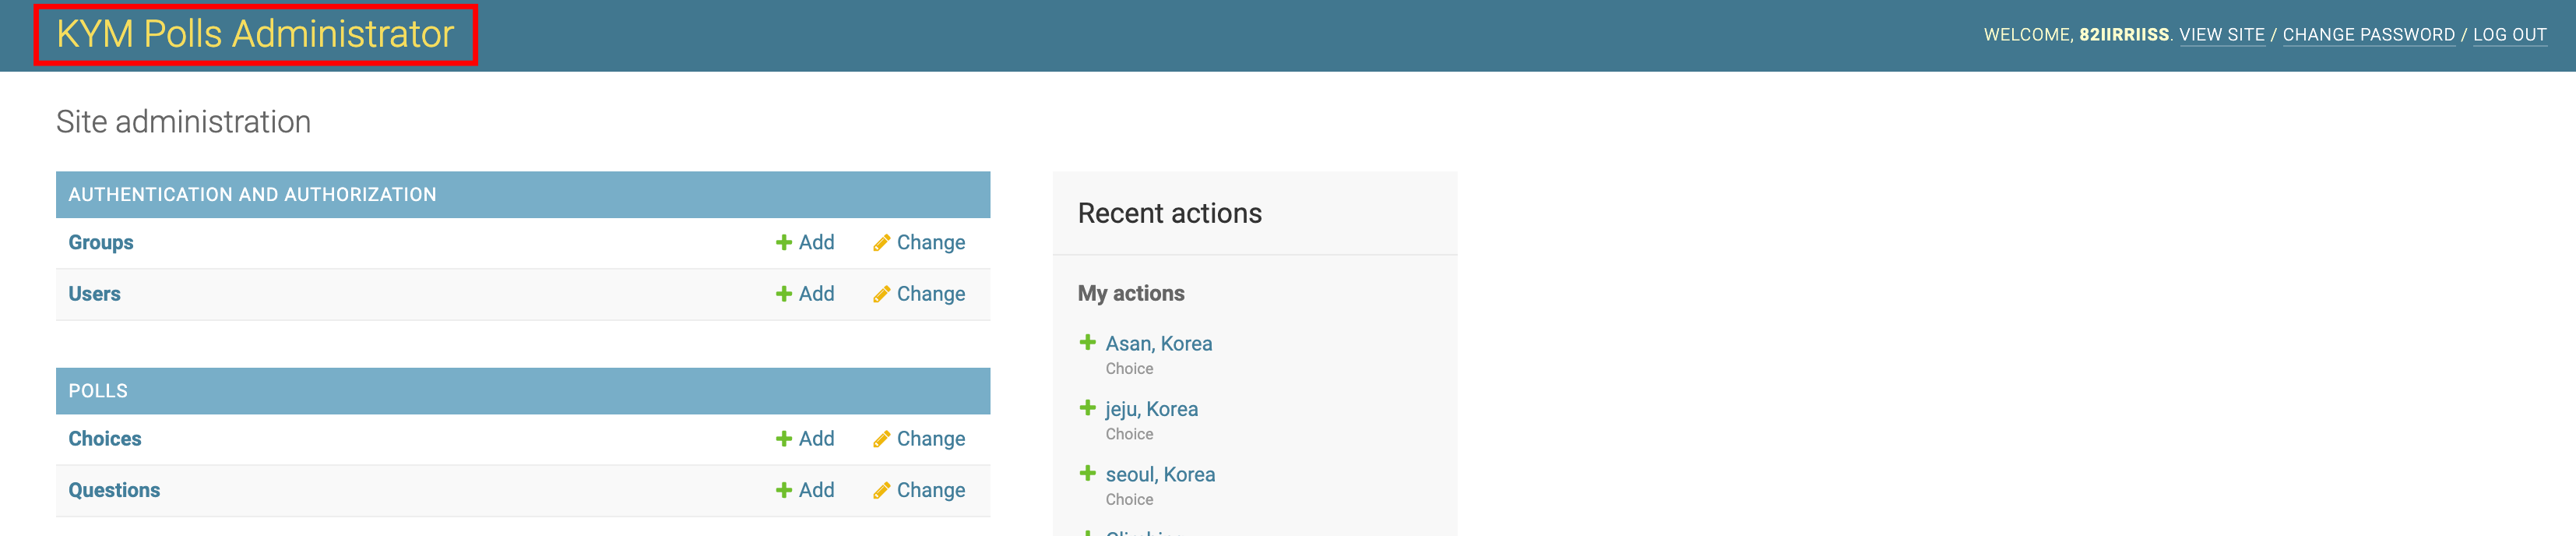 KYM Polls Administrator
WELCOME, 82IIRRIISS. VIEW SITE / CHANGE PASSWORD / LOG OUT
Site administration
AUTHENTICATION AND AUTHORIZATION
Groups Add Change
Users Add Change
POLLS
Choices Add Change
Questions Add Change
Recent actions
My actions
Asan, Korea
Choice
jeju, Korea
Choice
seoul, Korea
Choice